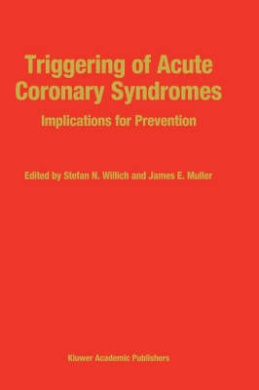 Triggering of Acute
Coronary Syndromes
Implications for Prevention
Edited by Stefan N. Willich and James E. Muller
Kluwer Academic Publishers